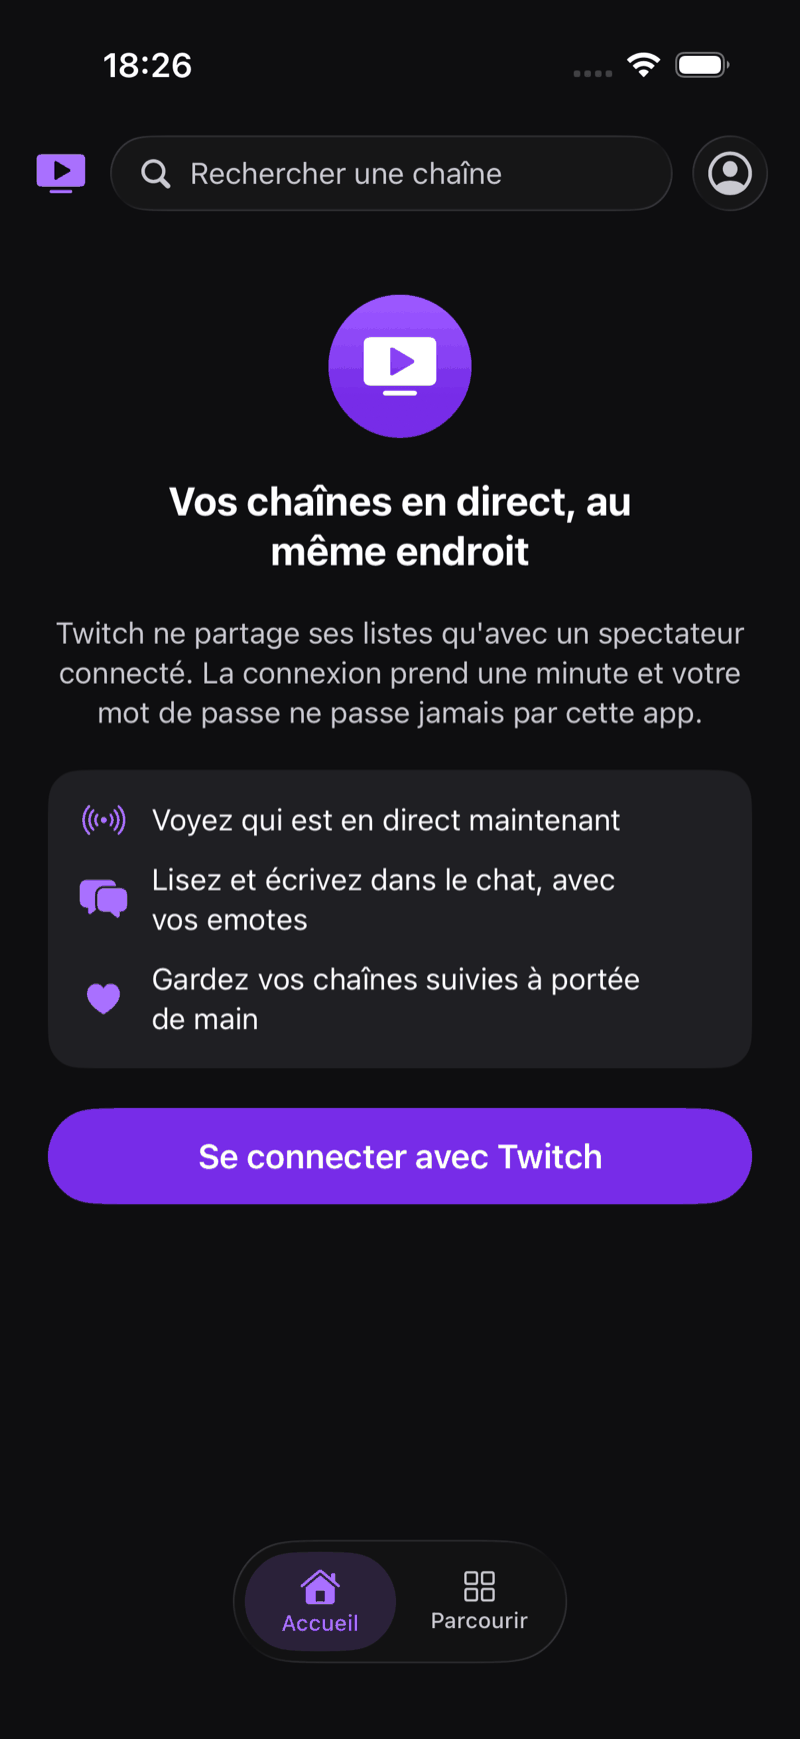 18:26
Rechercher une chaîne
Vos chaînes en direct, au
même endroit
Twitch ne partage ses listes qu'avec un spectateur
connecté. La connexion prend une minute et votre
mot de passe ne passe jamais par cette app.
Voyez qui est en direct maintenant
Lisez et écrivez dans le chat, avec
vos emotes
Gardez vos chaînes suivies à portée
de main
Se connecter avec Twitch
Accueil
Parcourir